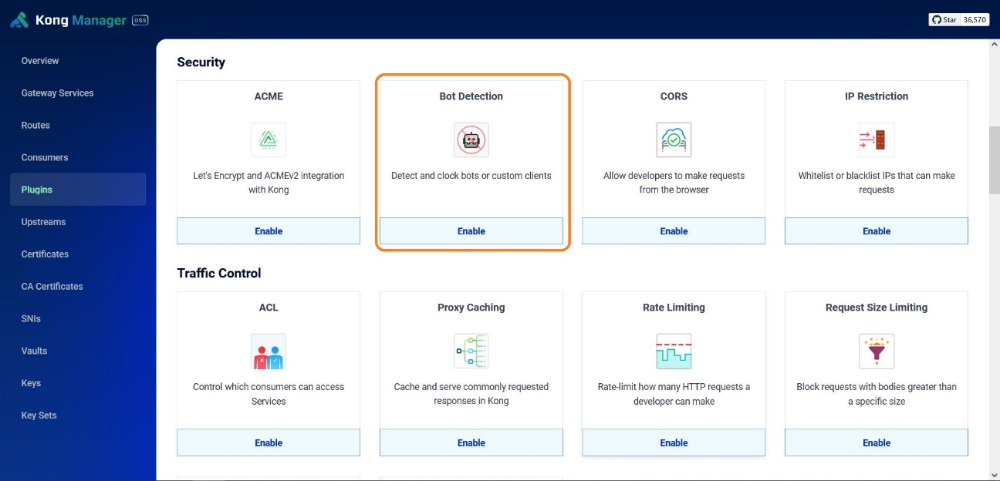 Kong Manager OSS
Star 36,570
Overview
Gateway Services
Routes
Consumers
Plugins
Upstreams
Certificates
CA Certificates
SNIs
Vaults
Keys
Key Sets
Security
ACME
Let's Encrypt and ACMEv2 integration
with Kong
Enable
Bot Detection
Detect and clock bots or custom clients
Enable
CORS
Allow developers to make requests
from the browser
Enable
IP Restriction
Whitelist or blacklist IPs that can make
requests
Enable
Traffic Control
ACL
Control which consumers can access
Services
Enable
Proxy Caching
Cache and serve commonly requested
responses in Kong
Enable
Rate Limiting
Rate-limit how many HTTP requests a
developer can make
Enable
Request Size Limiting
Block requests with bodies greater than
a specific size
Enable